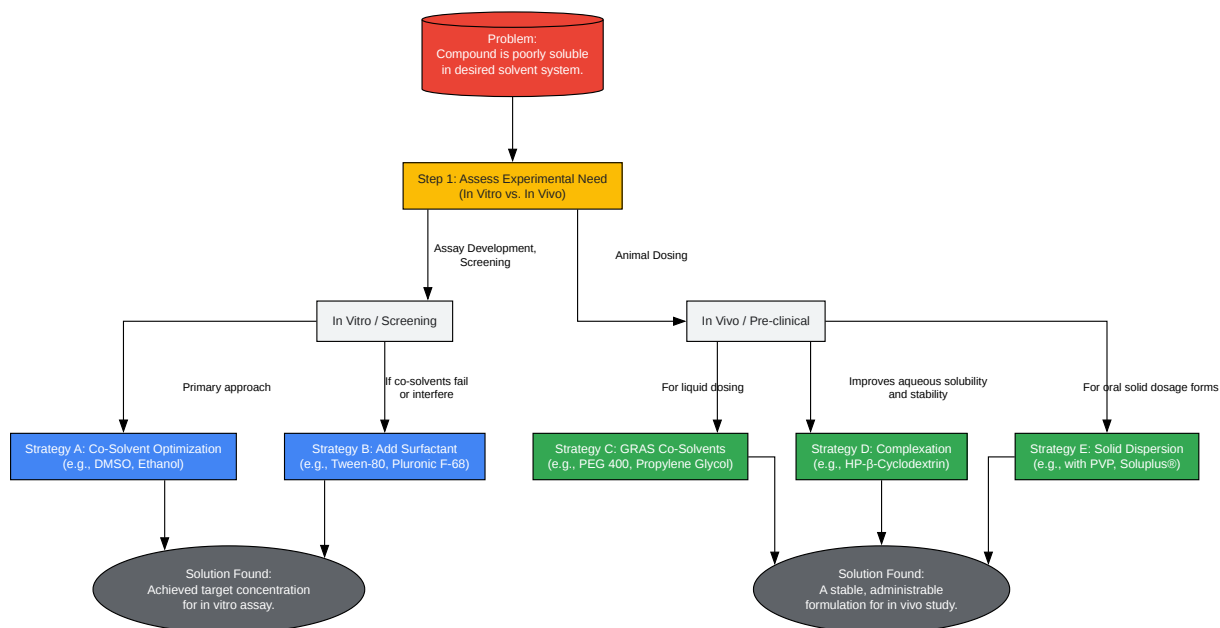 Problem:
Compound is poorly soluble
in desired solvent system.
Step 1: Assess Experimental Need
(In Vitro vs. In Vivo)
Assay Development,
Screening
Animal Dosing
In Vitro / Screening
In Vivo / Pre-clinical
Primary approach
If co-solvents fail
or interfere
For liquid dosing
Improves aqueous solubility
and stability
For oral solid dosage forms
Strategy A: Co-Solvent Optimization
(e.g., DMSO, Ethanol)
Strategy B: Add Surfactant
(e.g., Tween-80, Pluronic F-68)
Strategy C: GRAS Co-Solvents
(e.g., PEG 400, Propylene Glycol)
Strategy D: Complexation
(e.g., HP-β-Cyclodextrin)
Strategy E: Solid Dispersion
(e.g., with PVP, Soluplus®)
Solution Found:
Achieved target concentration
for in vitro assay.
Solution Found:
A stable, administrable
formulation for in vivo study.